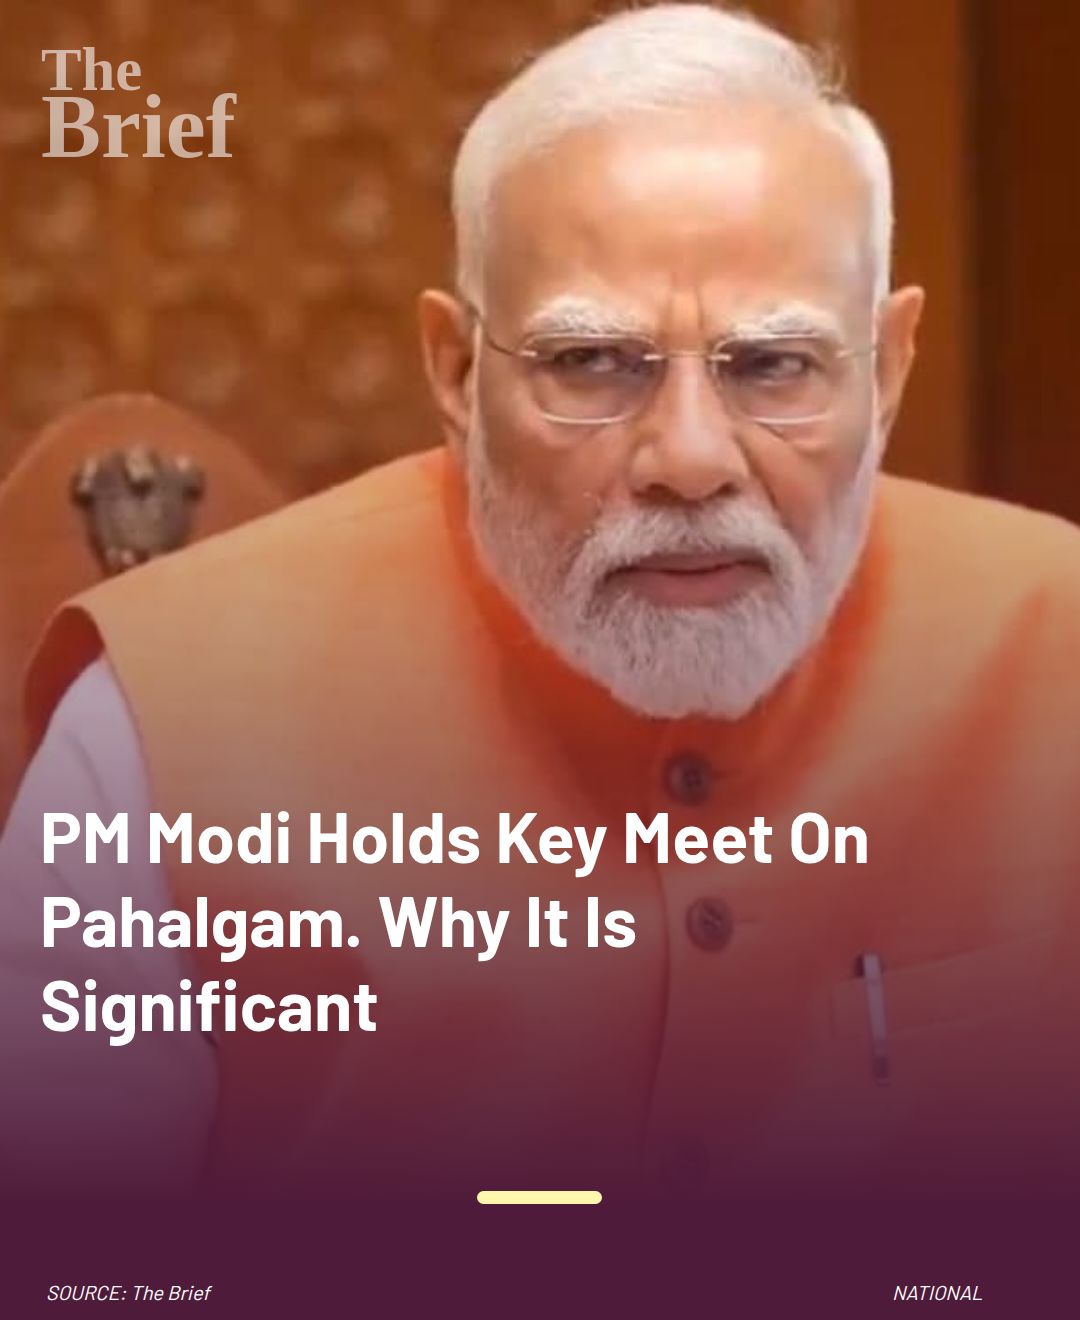 The
Brief
PM Modi Holds Key Meet On
Pahalgam. Why It Is
Significant
SOURCE: The Brief
NATIONAL